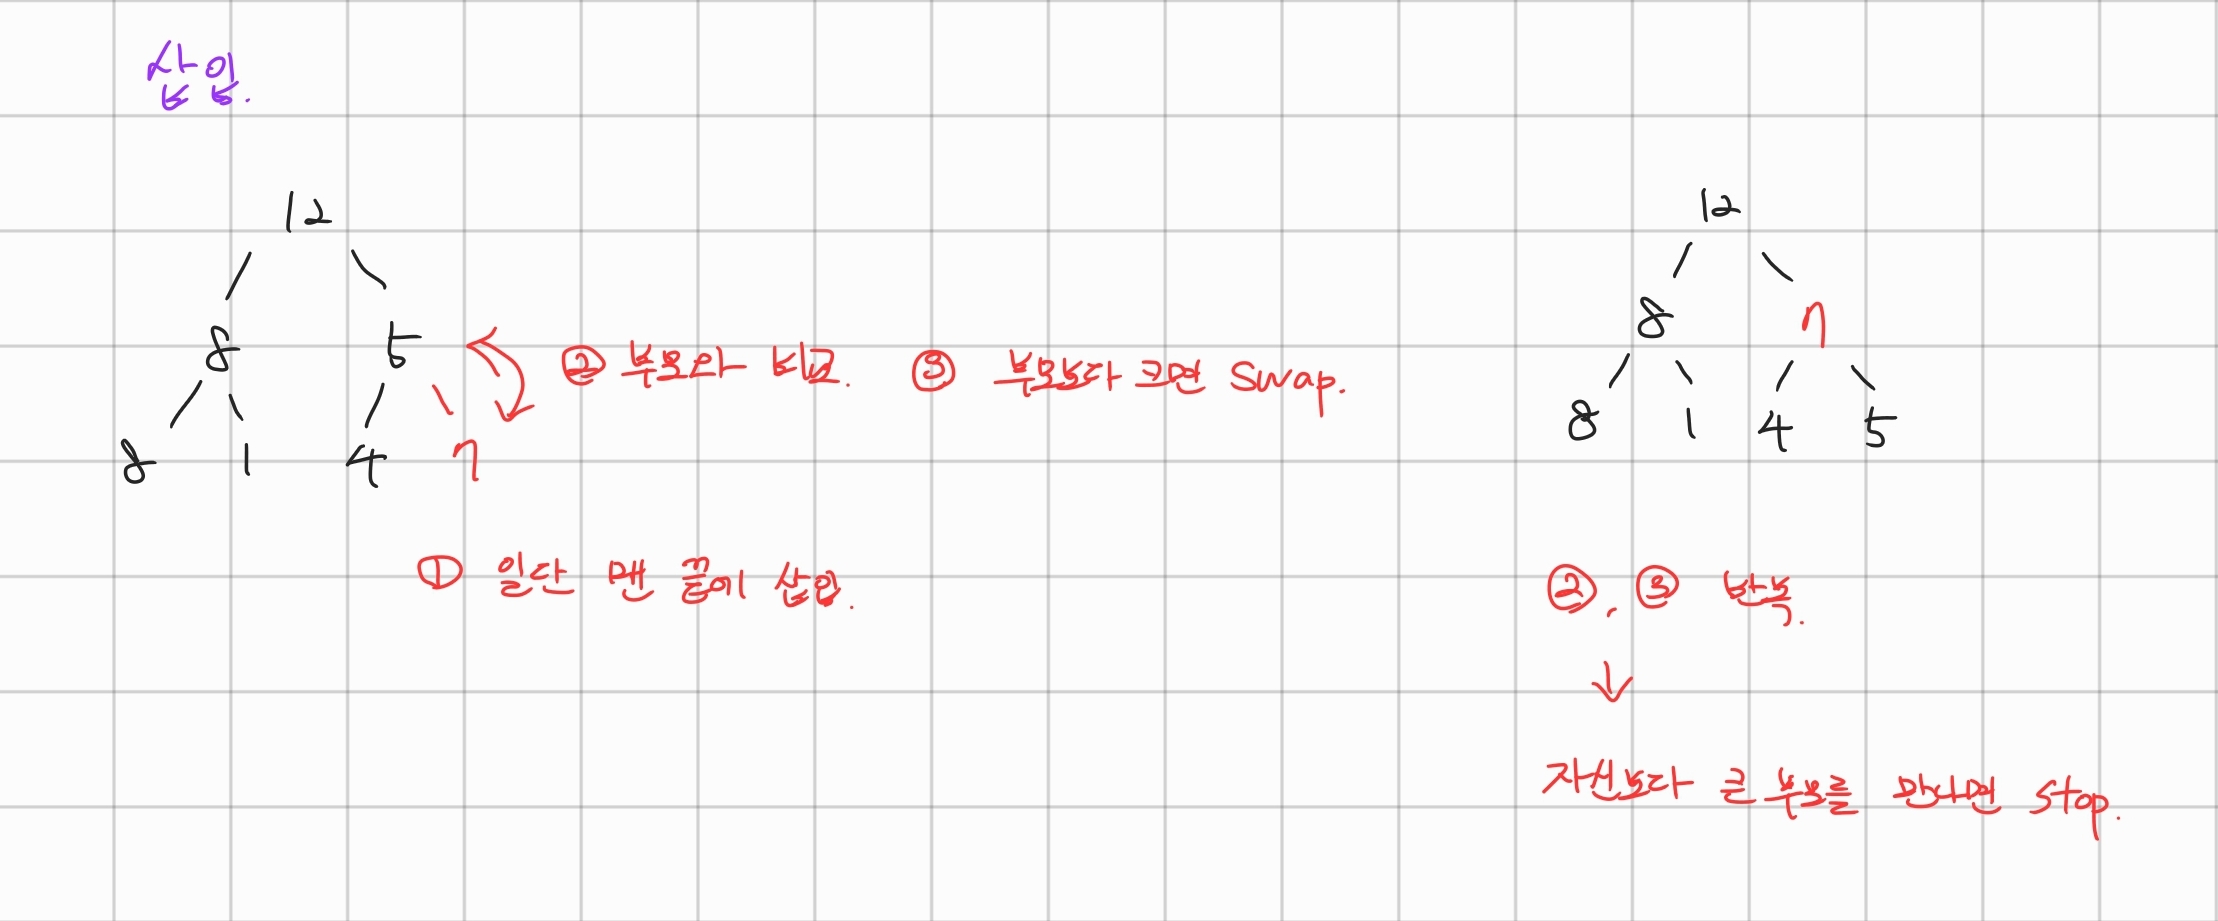 삽입.
12
8 5
8 1 4 7
② 부모와 비교. ③ 부모보다 크면 swap.
① 일단 맨 끝에 삽입.
12
8 7
8 1 4 5
②, ③ 반복.
자신보다 큰 부모를 만나면 stop.